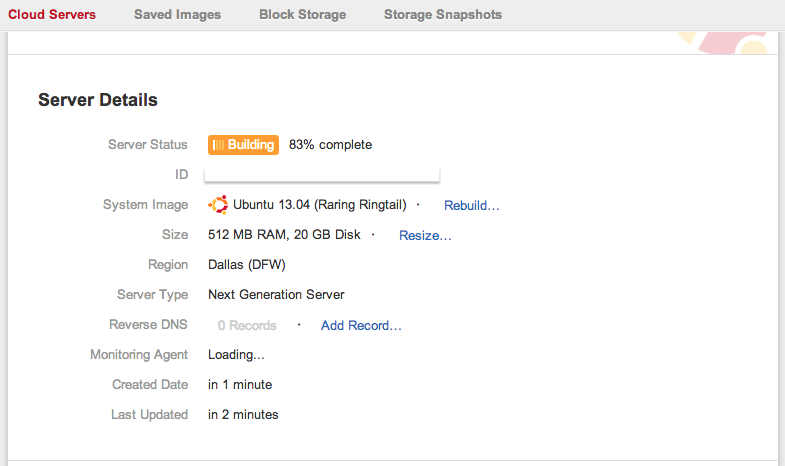 Cloud Servers Saved Images Block Storage Storage Snapshots
Server Details
Server Status Building 83% complete
ID
System Image Ubuntu 13.04 (Raring Ringtail) · Rebuild...
Size 512 MB RAM, 20 GB Disk · Resize...
Region Dallas (DFW)
Server Type Next Generation Server
Reverse DNS 0 Records · Add Record...
Monitoring Agent Loading...
Created Date in 1 minute
Last Updated in 2 minutes